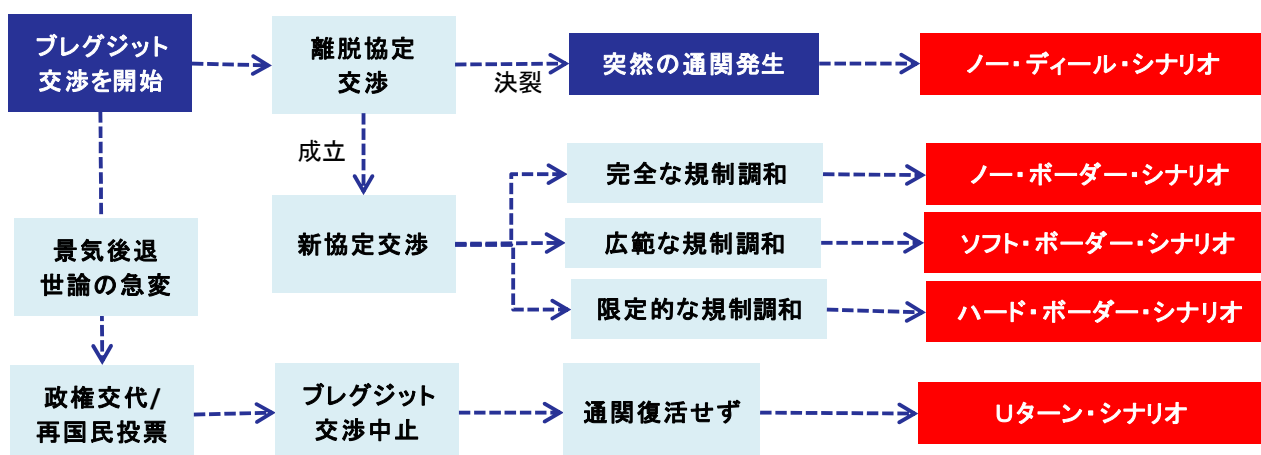 ブレグジット
交渉を開始
離脱協定
交渉
決裂
突然の通関発生
ノー・ディール・シナリオ
成立
新協定交渉
完全な規制調和
ノー・ボーダー・シナリオ
広範な規制調和
ソフト・ボーダー・シナリオ
限定的な規制調和
ハード・ボーダー・シナリオ
景気後退
世論の急変
政権交代/
再国民投票
ブレグジット
交渉中止
通関復活せず
Uターン・シナリオ